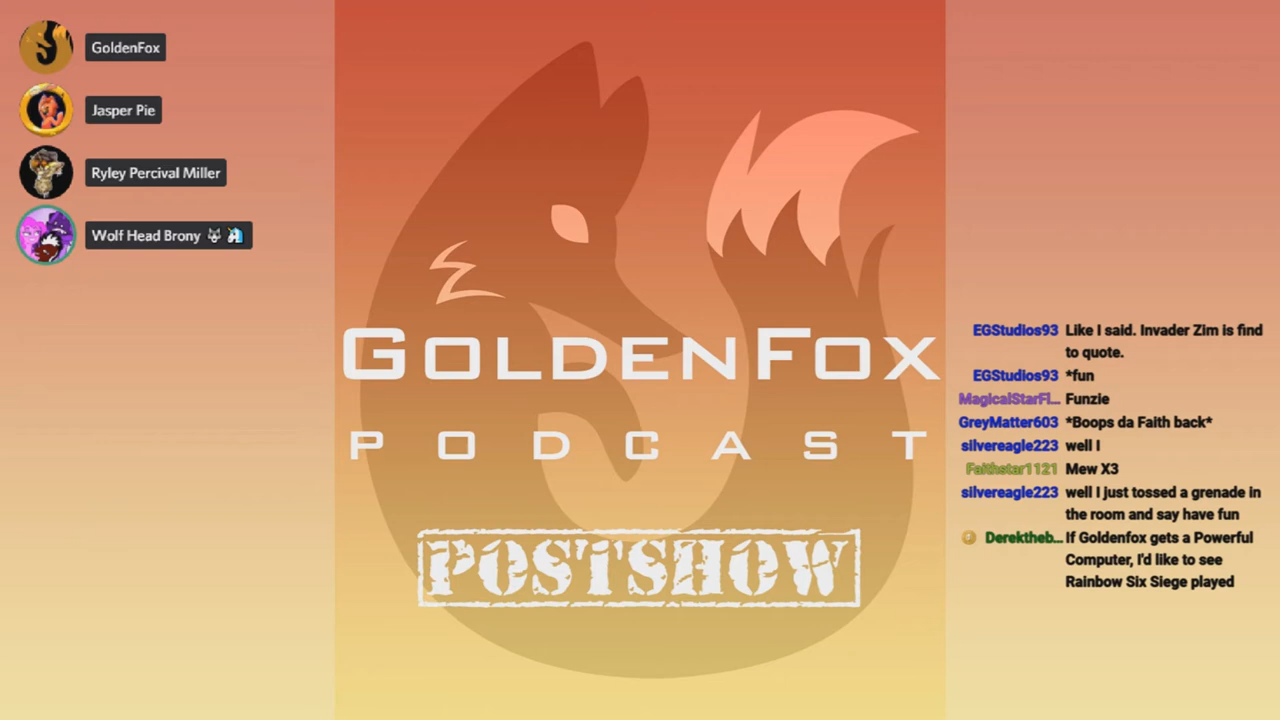 GoldenFox
Jasper Pie
Ryley Percival Miller
Wolf Head Brony
GOLDENFOX
PODCAST
POSTSHOW
EGStudios93 Like I said. Invader Zim is find
to quote.
EGStudios93 *fun
MagicalStarFl... Funzie
GreyMatter603 *Boops da Faith back*
silvereagle223 well I
Faithstar1121 Mew X3
silvereagle223 well I just tossed a grenade in
the room and say have fun
Derektheb... If Goldenfox gets a Powerful
Computer, I'd like to see
Rainbow Six Siege played